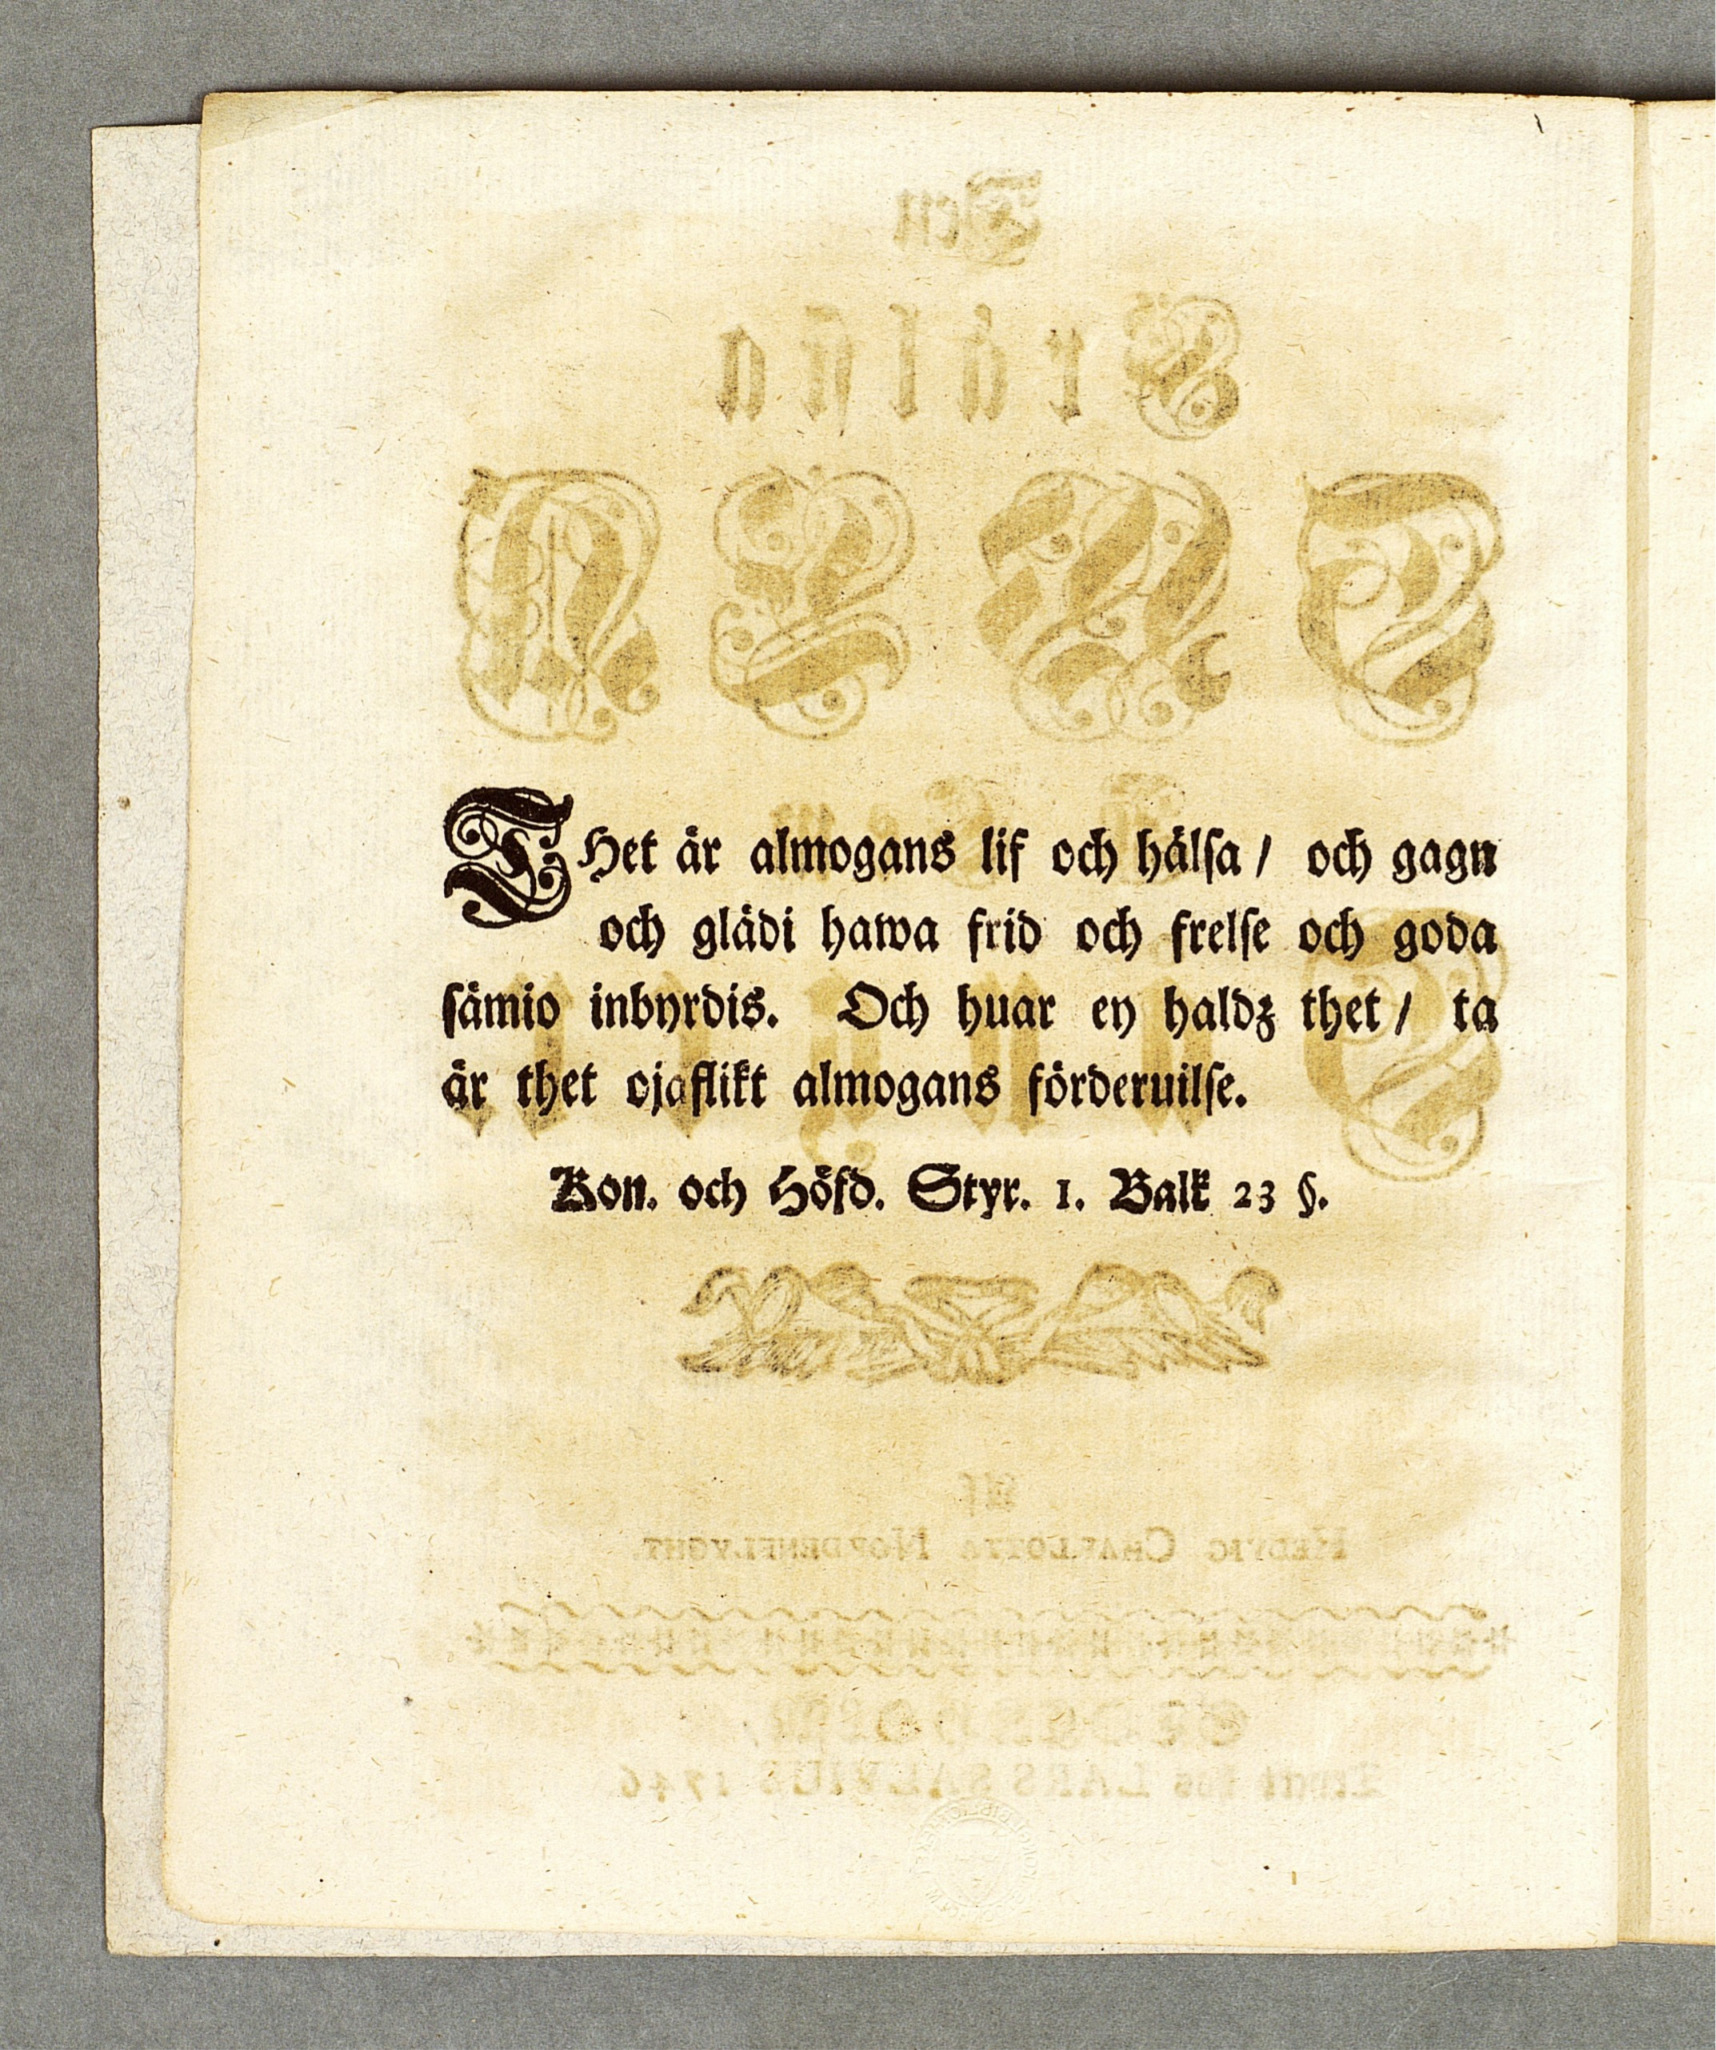 THet är almogans lif och hälſa / och gagn
och glädi hawa frid och frelſe och goda
ſämio inbyrdis. Och huar ey haldz thet / ta
är thet ojaflikt almogans förderuilſe.
Kon. och Höfd. Styr. 1. Balk 23 §.